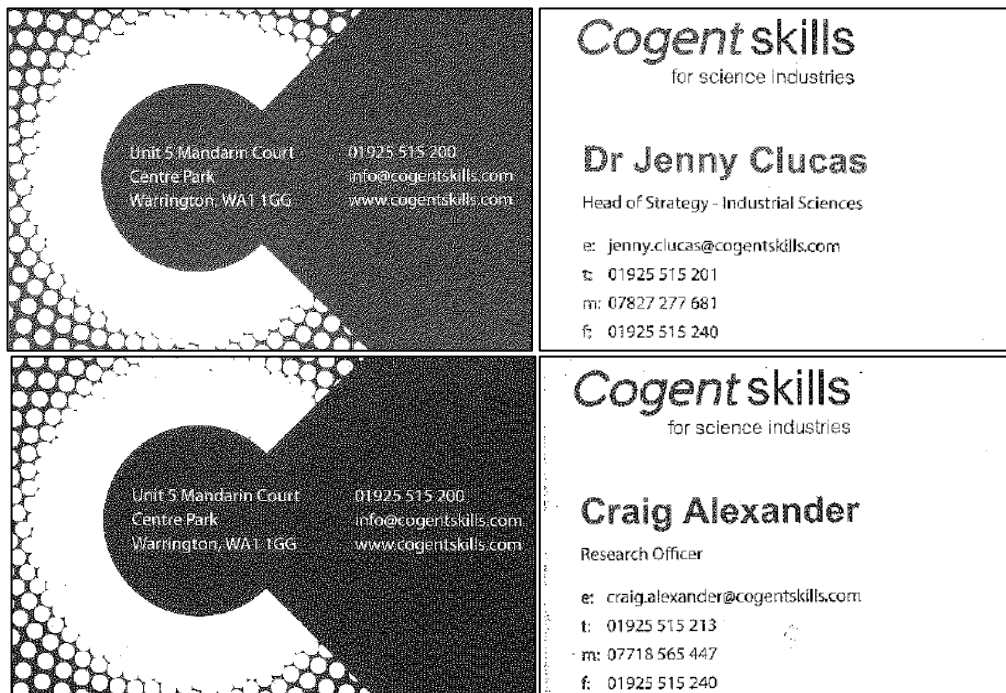 Unit 5 Mandarin Court
Centre Park
Warrington, WA1 1GG
01925 515 200
info@cogentskills.com
www.cogentskills.com
Cogent skills
for science industries
Dr Jenny Clucas
Head of Strategy - Industrial Sciences
e: jenny.clucas@cogentskills.com
t: 01925 515 201
m: 07827 277 681
f: 01925 515 240
Unit 5 Mandarin Court
Centre Park
Warrington, WA1 1GG
01925 515 200
info@cogentskills.com
www.cogentskills.com
Cogent skills
for science industries
Craig Alexander
Research Officer
e: craig.alexander@cogentskills.com
t: 01925 515 213
m: 07718 565 447
f: 01925 515 240